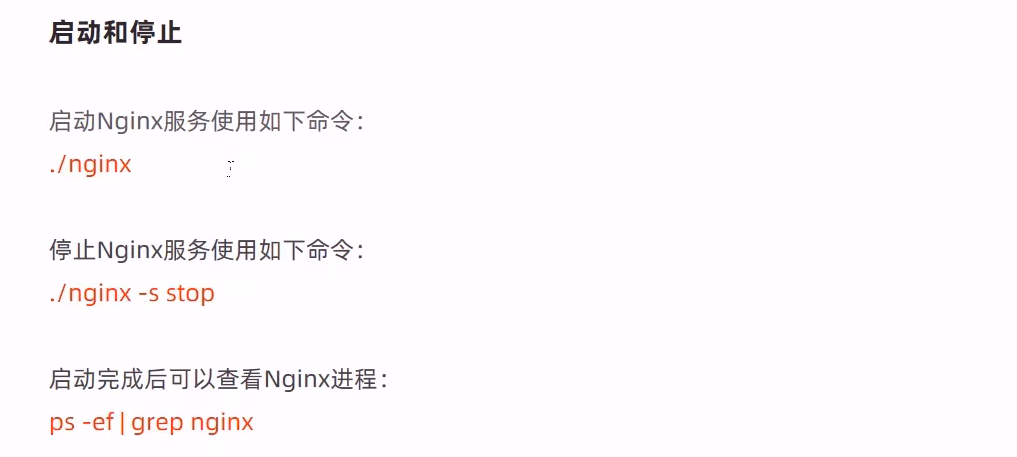 启动和停止
启动Nginx服务使用如下命令：
./nginx
停止Nginx服务使用如下命令：
./nginx -s stop
启动完成后可以查看Nginx进程：
ps -ef | grep nginx